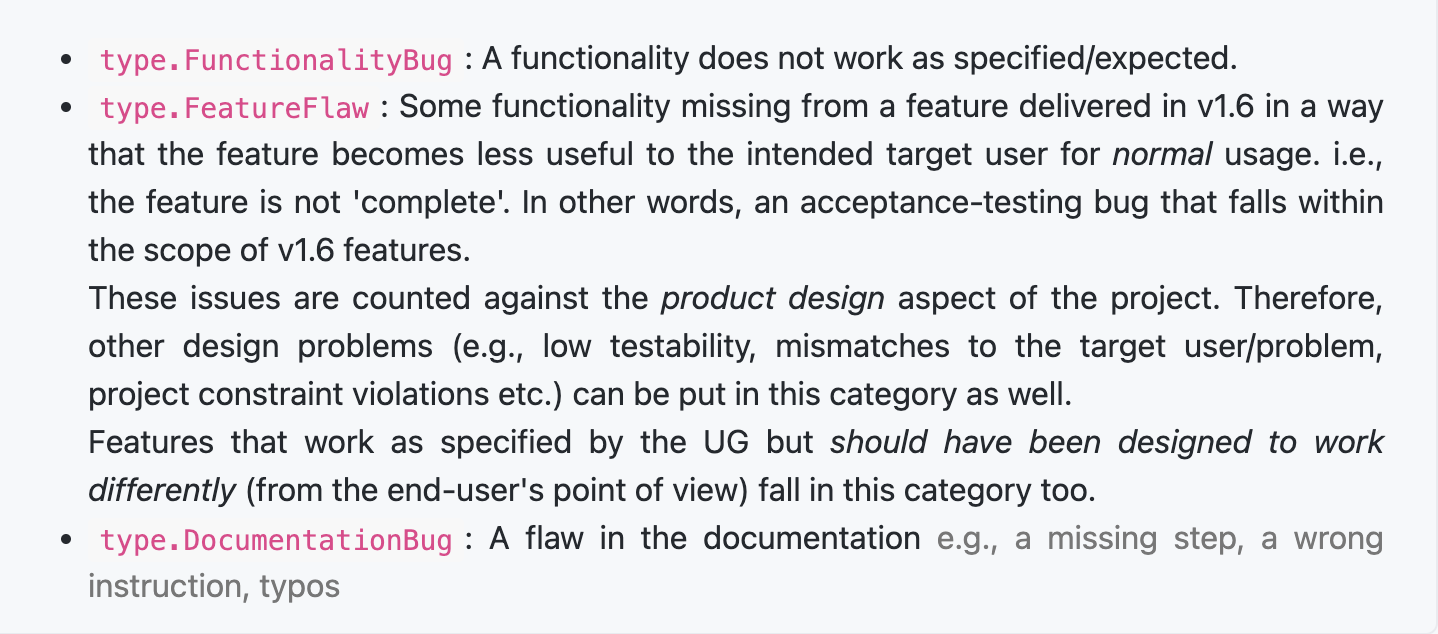 • type.FunctionalityBug : A functionality does not work as specified/expected.
• type.FeatureFlaw : Some functionality missing from a feature delivered in v1.6 in a way
that the feature becomes less useful to the intended target user for normal usage. i.e.,
the feature is not 'complete'. In other words, an acceptance-testing bug that falls within
the scope of v1.6 features.
These issues are counted against the product design aspect of the project. Therefore,
other design problems (e.g., low testability, mismatches to the target user/problem,
project constraint violations etc.) can be put in this category as well.
Features that work as specified by the UG but should have been designed to work
differently (from the end-user's point of view) fall in this category too.
• type.DocumentationBug : A flaw in the documentation e.g., a missing step, a wrong
instruction, typos